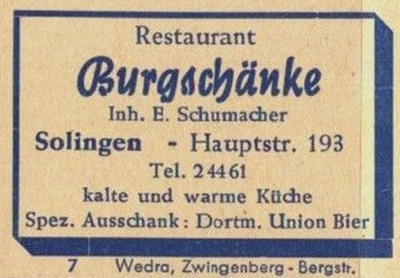 Restaurant
Burgschänke
Inh. E. Schumacher
Solingen - Hauptstr. 193
Tel. 24461
kalte und warme Küche
Spez. Ausschank: Dortm. Union Bier
7 Wedra, Zwingenberg - Bergstr.